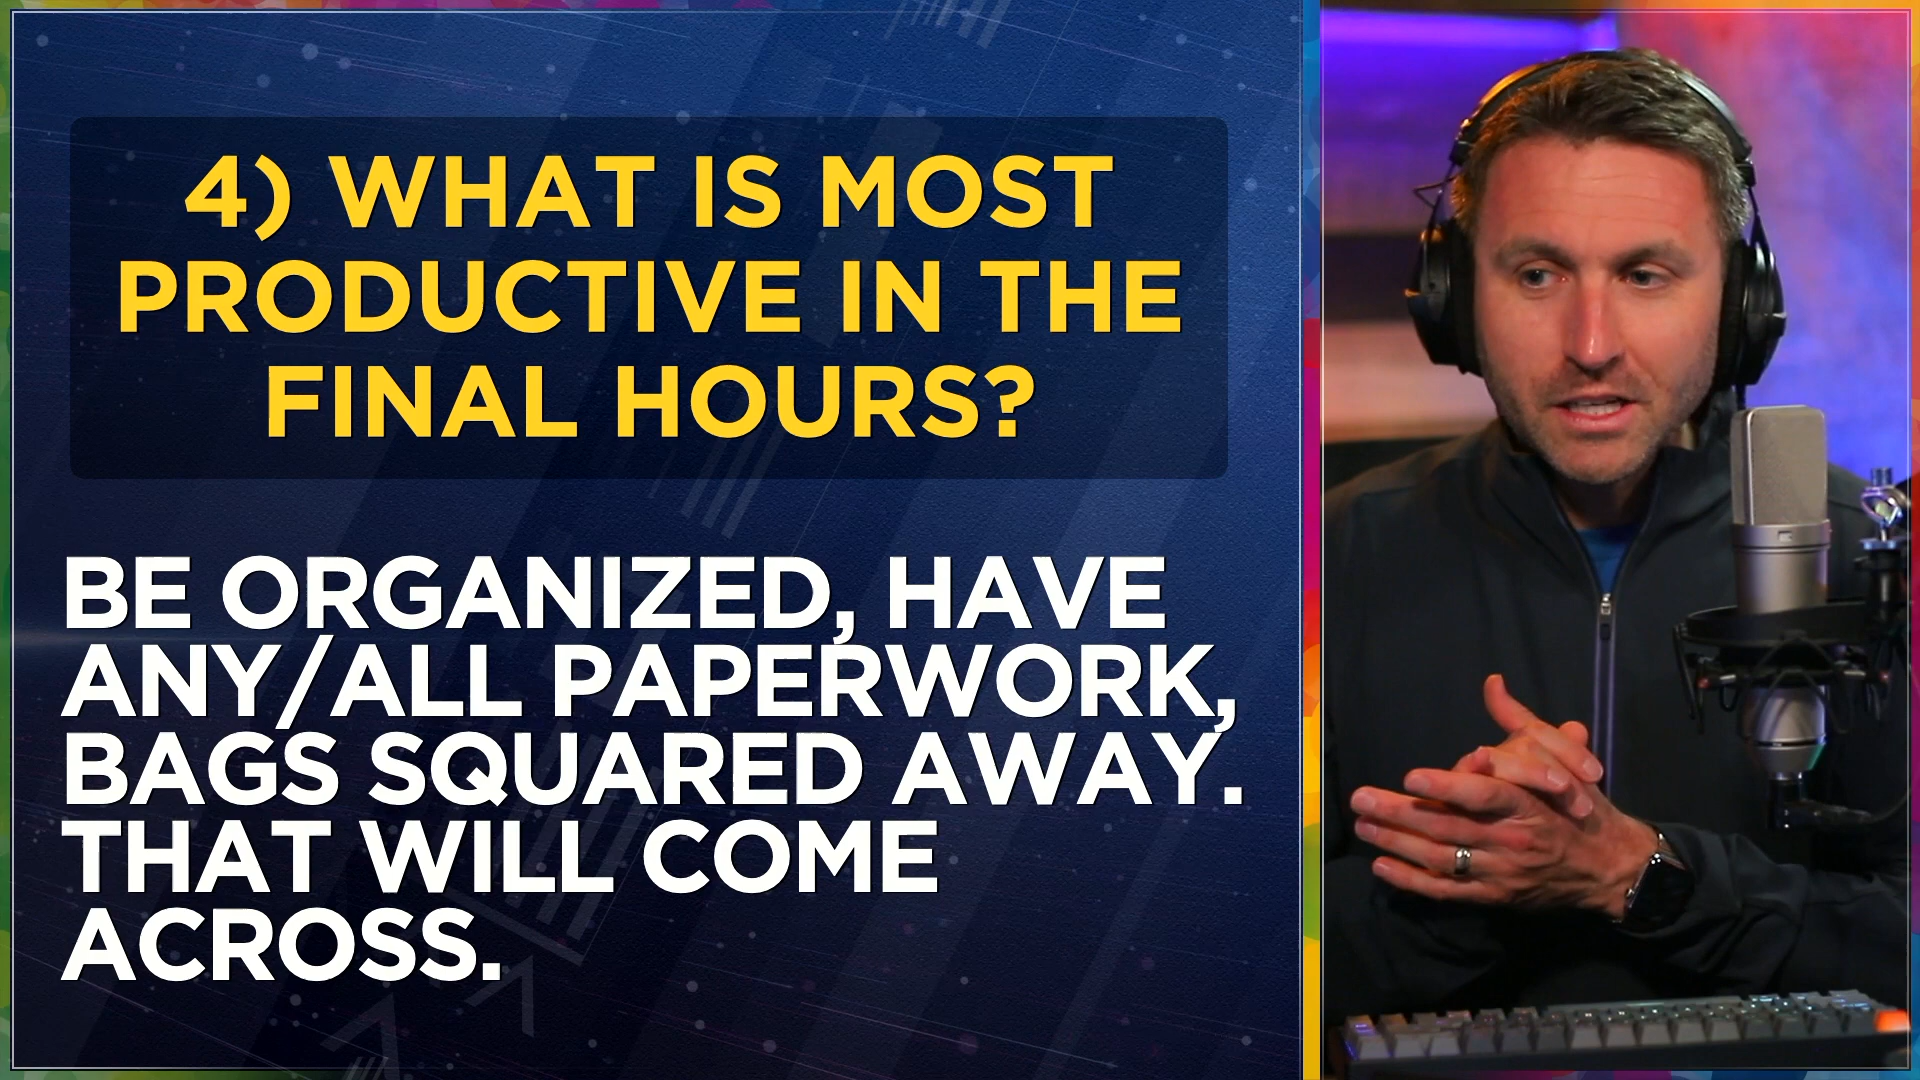 4) WHAT IS MOST
PRODUCTIVE IN THE
FINAL HOURS?
BE ORGANIZED, HAVE
ANY/ALL PAPERWORK,
BAGS SQUARED AWAY.
THAT WILL COME
ACROSS.